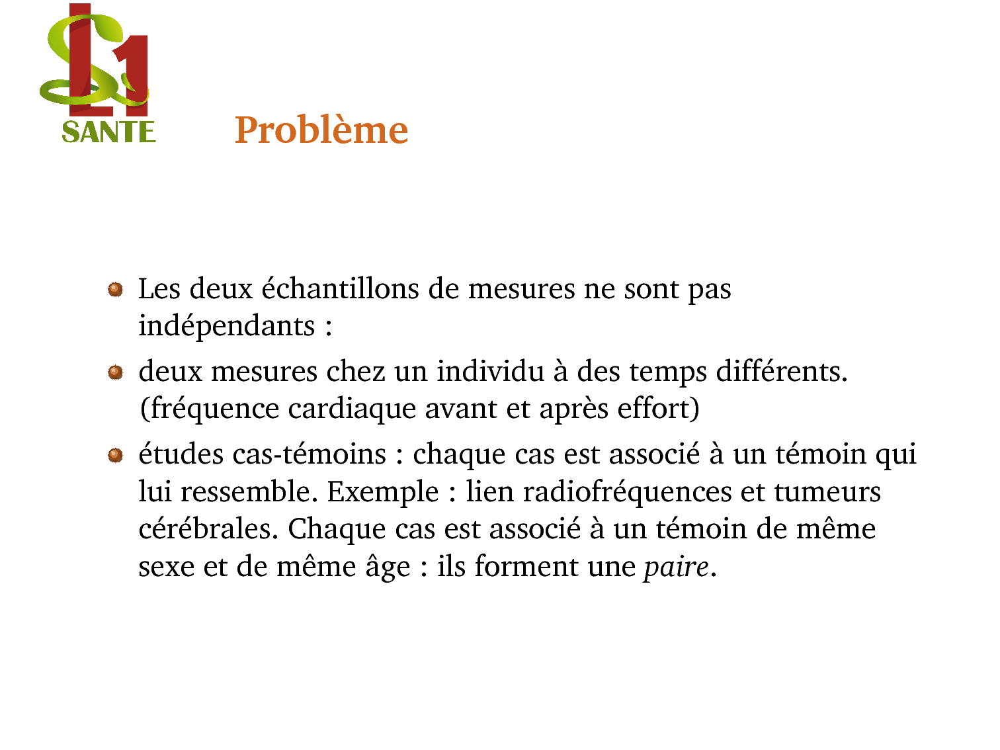 L1
SANTE
Problème
Les deux échantillons de mesures ne sont pas
indépendants :
deux mesures chez un individu à des temps différents.
(fréquence cardiaque avant et après effort)
études cas-témoins : chaque cas est associé à un témoin qui
lui ressemble. Exemple : lien radiofréquences et tumeurs
cérébrales. Chaque cas est associé à un témoin de même
sexe et de même âge : ils forment une paire.